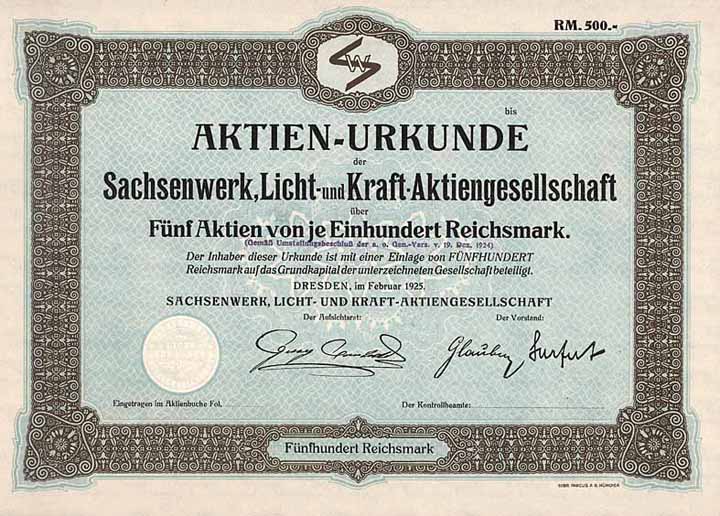 RM. 500.-
SW
bis
AKTIEN-URKUNDE
der
Sachsenwerk, Licht- und Kraft-Aktiengesellschaft
über
Fünf Aktien von je Einhundert Reichsmark.
(Gemäß Umstellungsbeschluß der a. o. Gen.-Vers. v. 19. Dez. 1924)
Der Inhaber dieser Urkunde ist mit einer Einlage von FÜNFHUNDERT
Reichsmark auf das Grundkapital der unterzeichneten Gesellschaft beteiligt.
DRESDEN, im Februar 1925.
SACHSENWERK, LICHT- UND KRAFT-AKTIENGESELLSCHAFT
Der Aufsichtsrat: Der Vorstand:
Eingetragen im Aktienbuche Fol. Der Kontrollbeamte:
Fünfhundert Reichsmark